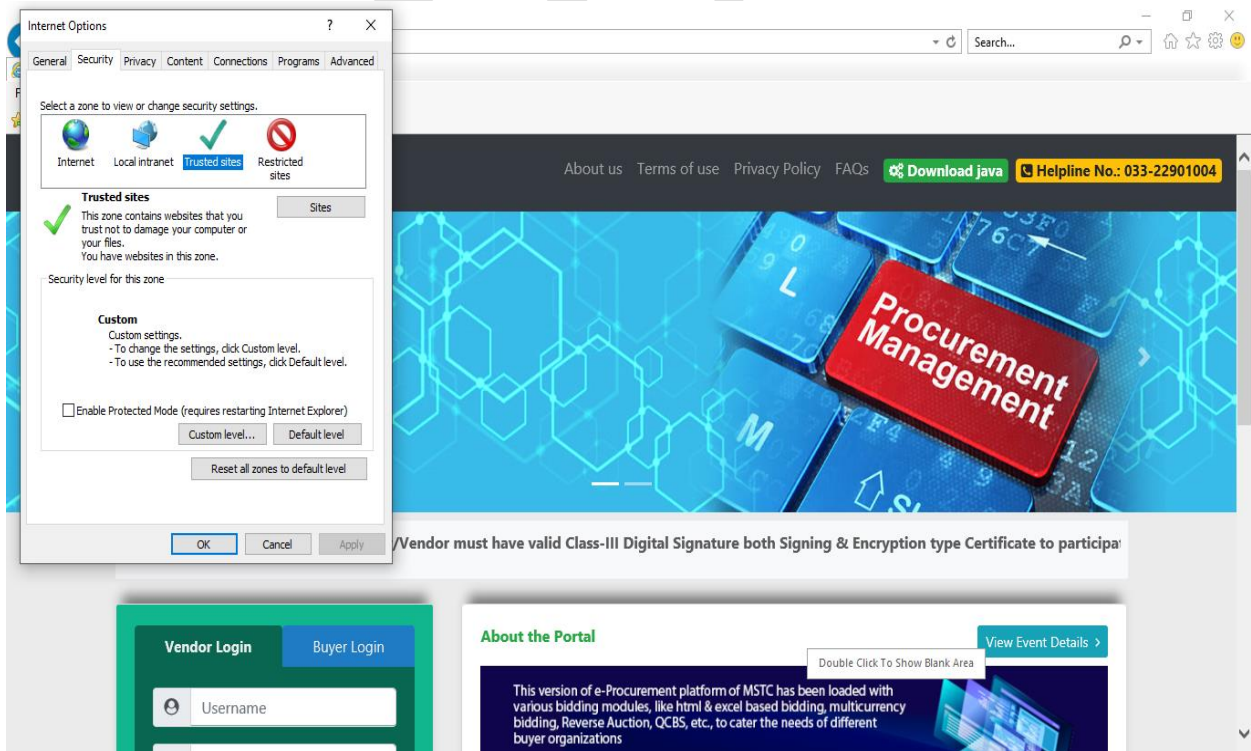 Internet Options
?
X
General Security Privacy Content Connections Programs Advanced
Select a zone to view or change security settings.
Internet Local intranet Trusted sites Restricted sites
Trusted sites
Sites
This zone contains websites that you
trust not to damage your computer or
your files.
You have websites in this zone.
Security level for this zone
Custom
Custom settings.
- To change the settings, click Custom level.
- To use the recommended settings, click Default level.
Enable Protected Mode (requires restarting Internet Explorer)
Custom level... Default level
Reset all zones to default level
OK Cancel Apply
Search...
About us Terms of use Privacy Policy FAQs Download java Helpline No.: 033-22901004
L
M
Procurement
Management
/Vendor must have valid Class-III Digital Signature both Signing & Encryption type Certificate to
Vendor Login Buyer Login
Username
About the Portal
View Event Details >
Double Click To Show Blank Area
This version of e-Procurement platform of MSTC has been loaded with
various bidding modules, like html & excel based bidding, multicurrency
bidding, Reverse Auction, QCBS, etc., to cater the needs of different
buyer organizations